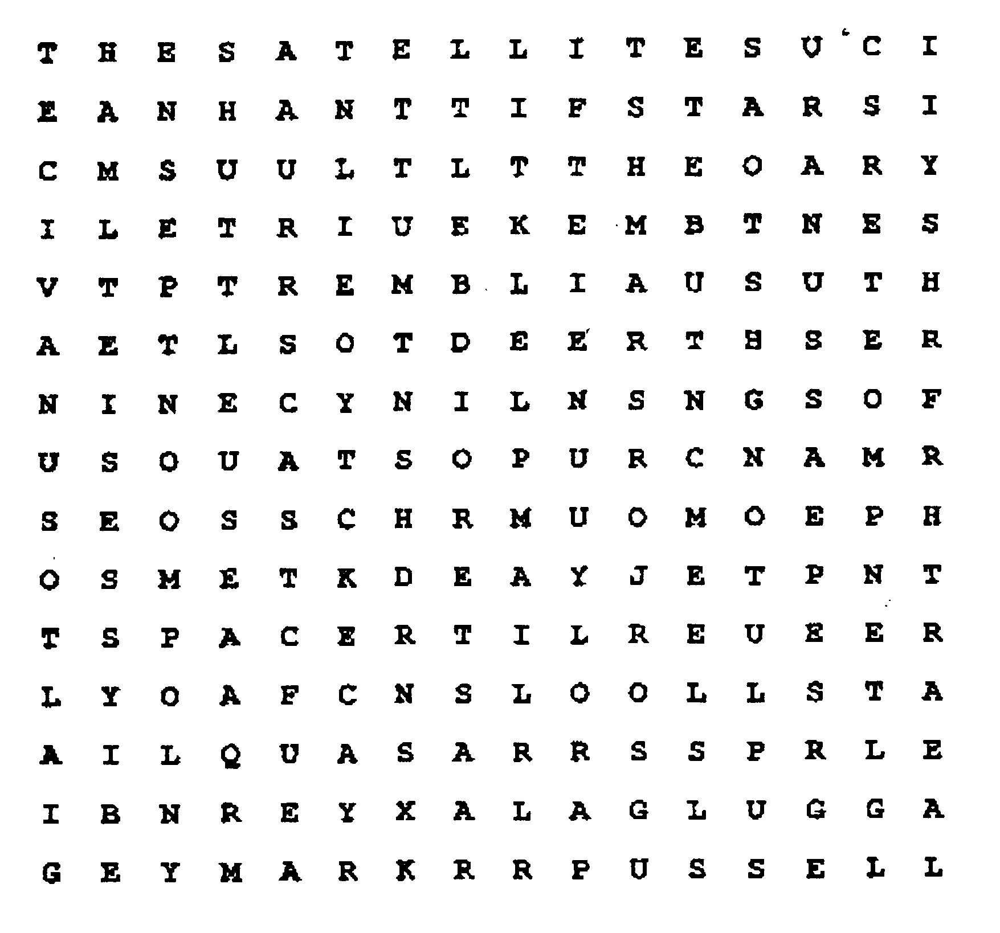 T H E S A T E L L I T E S U C I
E A N H A N T T I F S T A R S I
C M S U U L T L T T H E O A R Y
I L E T R I U E K E M B T N E S
V T P T R E M B L I A U S U T H
A E T L S O T D E E R T H S E R
N I N E C Y N I L N S N G S O F
U S O U A T S O P U R C N A M R
S E O S S C H R M U O M O E P H
O S M E T K D E A Y J E T P N T
T S P A C E R T I L R E U E E R
L Y O A F C N S L O O L L S T A
A I L Q U A S A R R S S P R L E
I B N R E Y X A L A G L U G G A
G E Y M A R K R R P U S S E L L